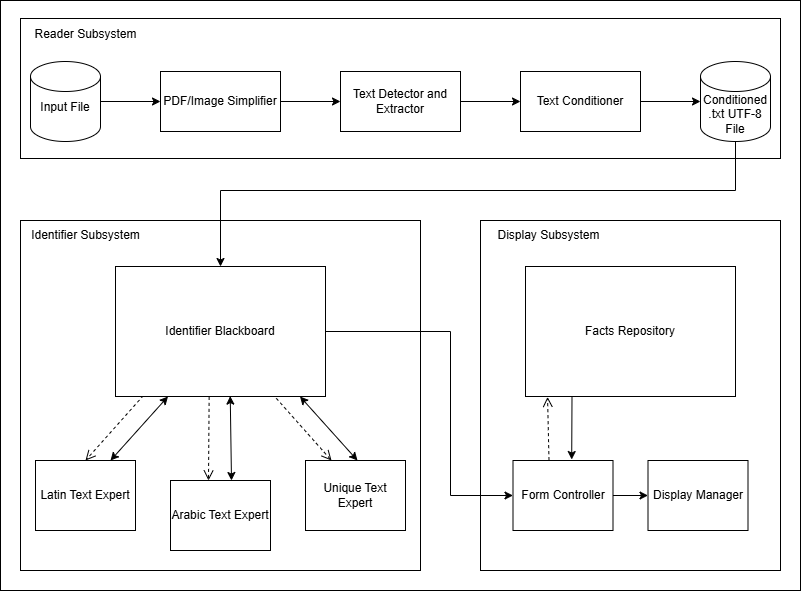 Reader Subsystem
Input File
PDF/Image Simplifier
Text Detector and
Extractor
Text Conditioner
Conditioned
.txt UTF-8
File
Identifier Subsystem
Identifier Blackboard
Latin Text Expert
Arabic Text Expert
Unique Text
Expert
Display Subsystem
Facts Repository
Form Controller
Display Manager